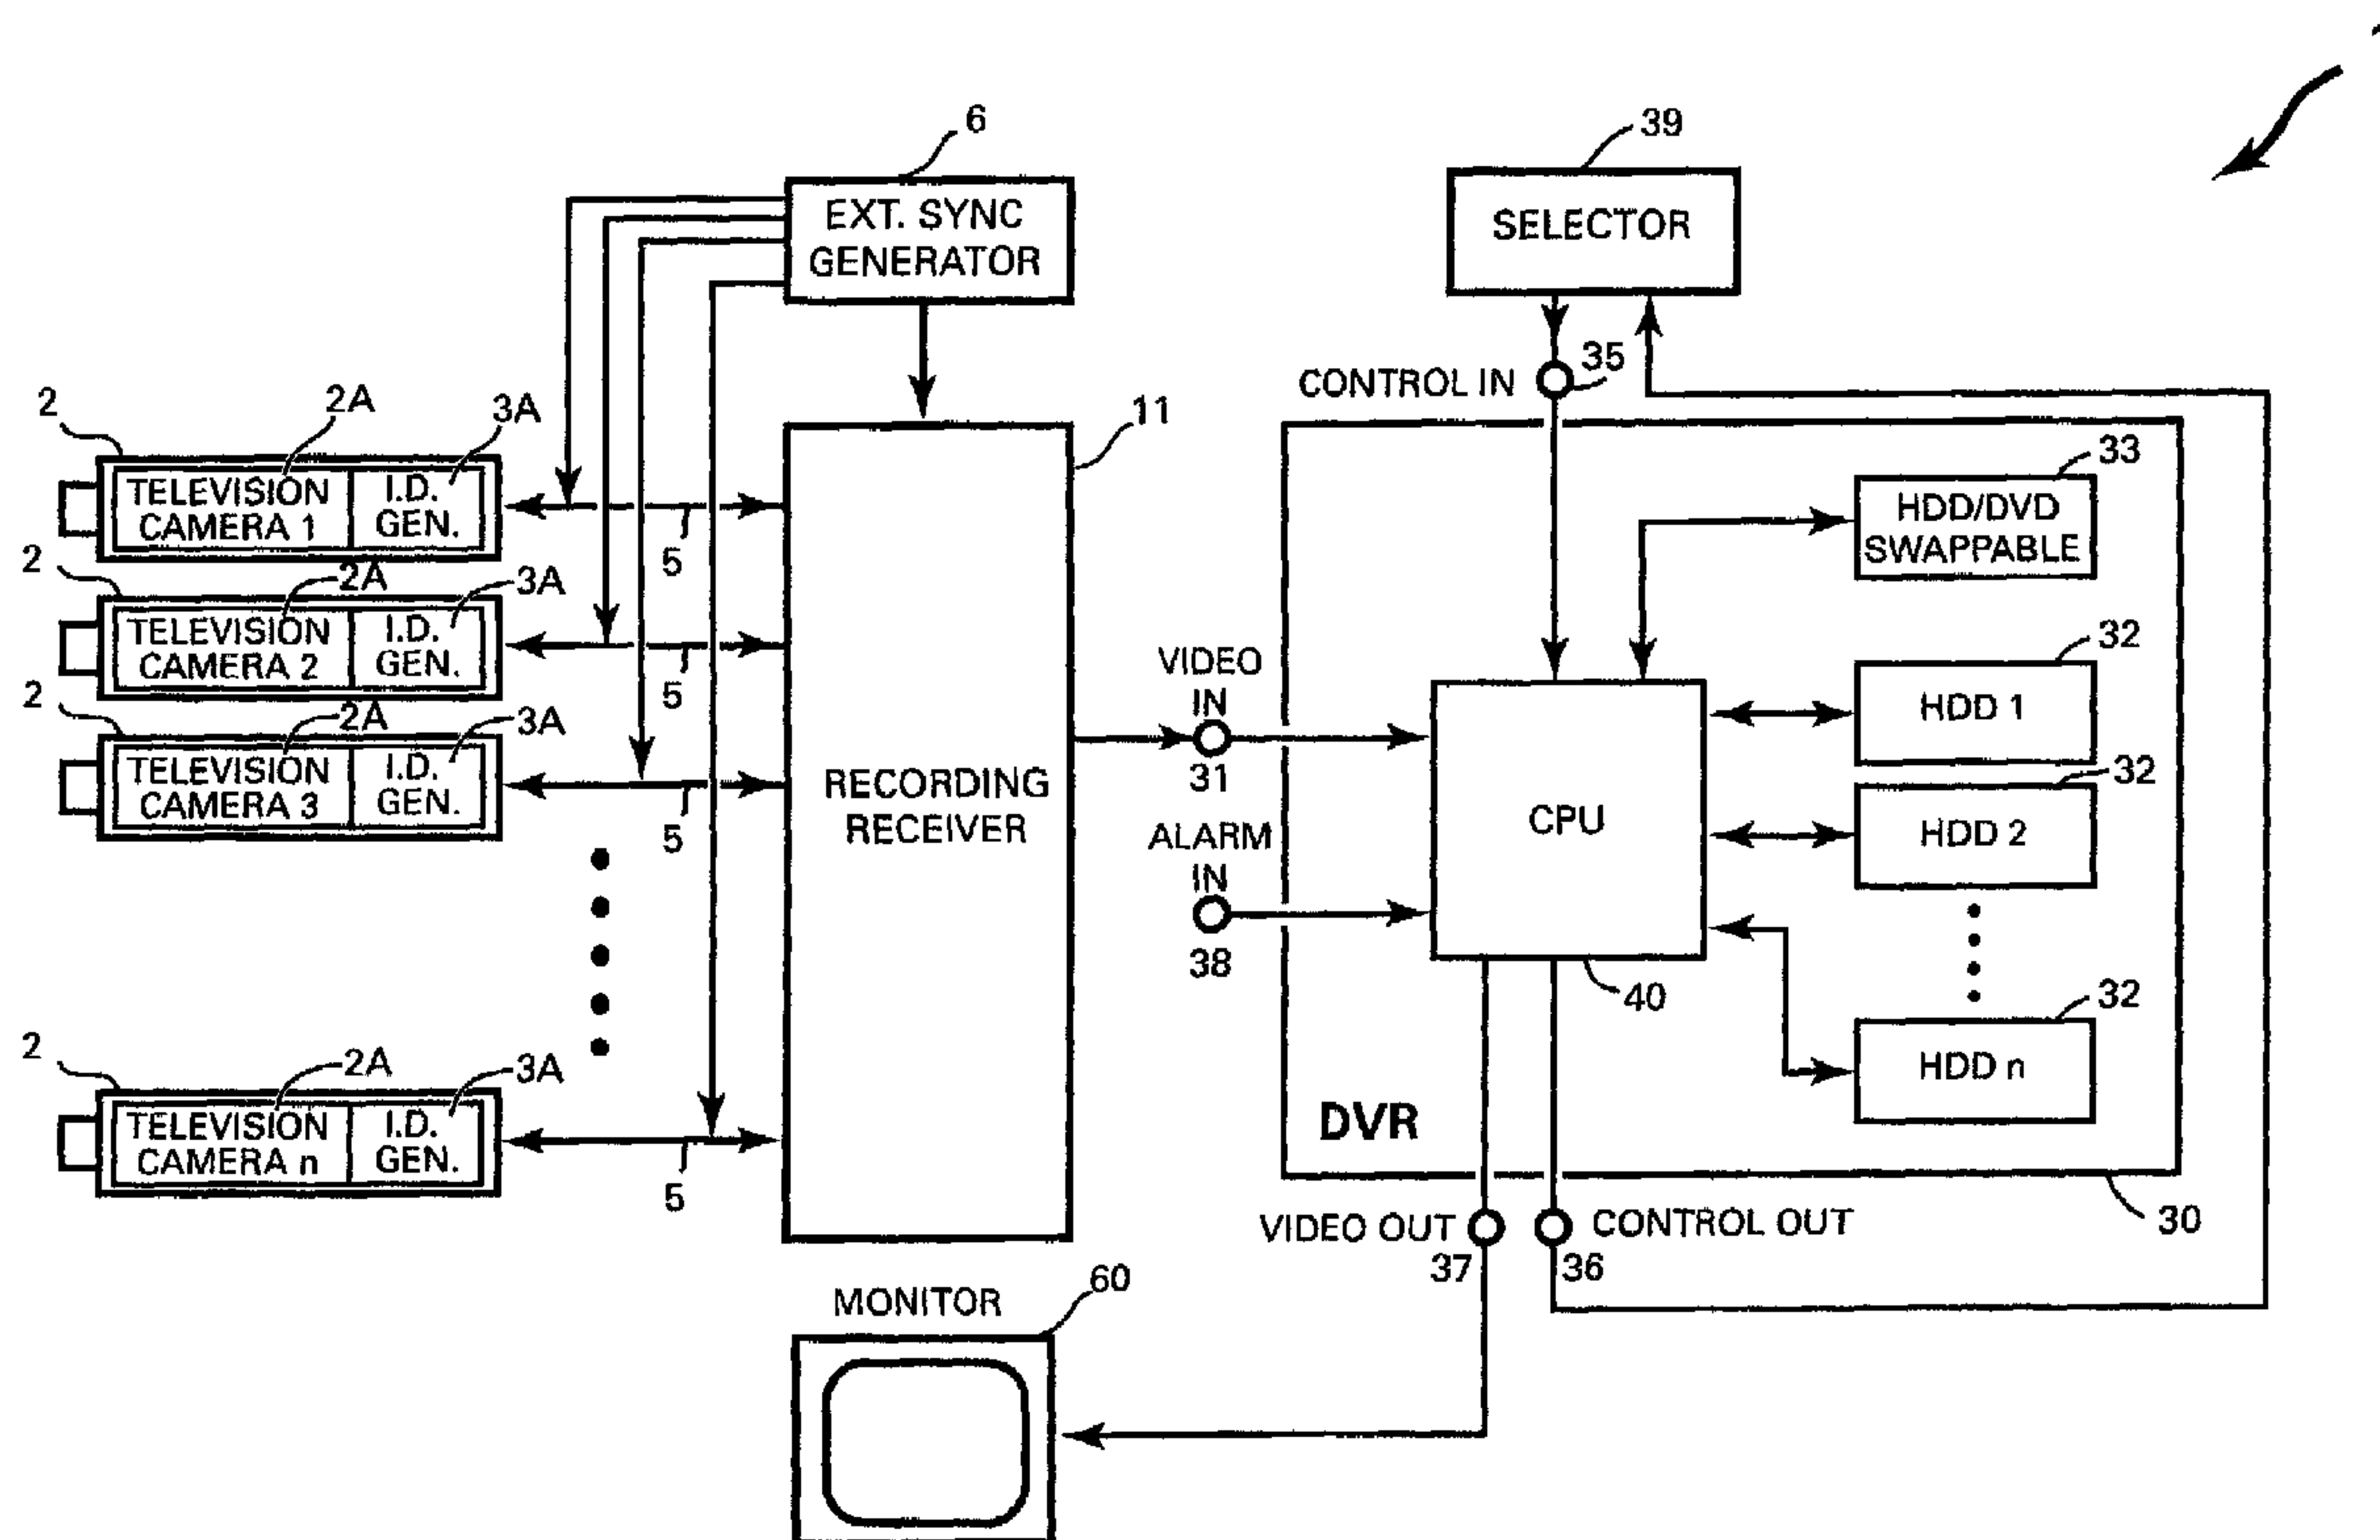 6
EXT. SYNC
GENERATOR
39
SELECTOR
CONTROL IN
35
2
2A
3A
TELEVISION
CAMERA 1
I.D.
GEN.
5
2
2A
3A
TELEVISION
CAMERA 2
I.D.
GEN.
5
2
2A
3A
TELEVISION
CAMERA 3
I.D.
GEN.
5
2
2A
3A
TELEVISION
CAMERA n
I.D.
GEN.
5
11
RECORDING
RECEIVER
VIDEO
IN
31
ALARM
IN
38
CPU
40
33
HDD/DVD
SWAPPABLE
32
HDD 1
32
HDD 2
32
HDD n
DVR
30
VIDEO OUT
37
CONTROL OUT
36
MONITOR
60